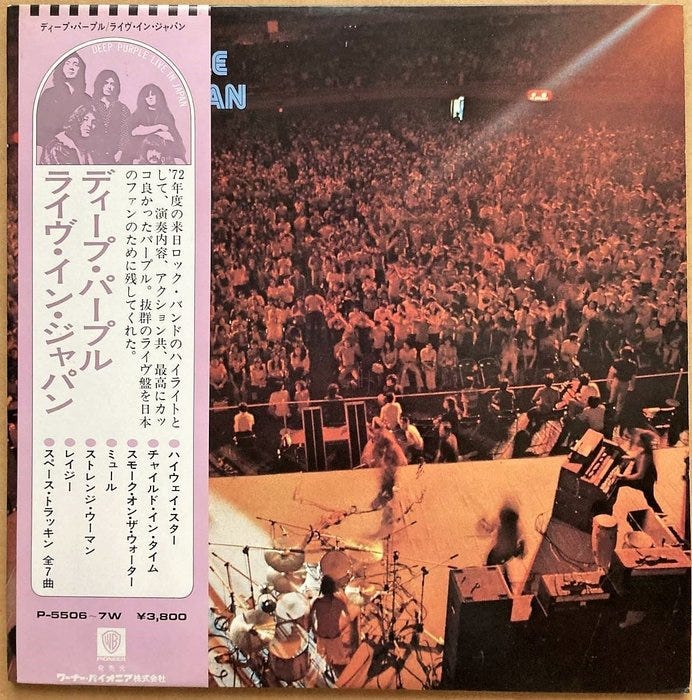 ディープ・パープル/ライヴ・イン・ジャパン
DEEP PURPLE LIVE IN JAPAN
'72年度の来日ロック・バンドのハイライトと
して、演奏内容、アクション共、最高にカッ
コ良かったパープル。抜群のライヴ盤を日本
のファンのために残してくれた。
ディープ・パープル
ライヴ・イン・ジャパン
●ハイウェイ・スター
●チャイルド・イン・タイム
●スモーク・オン・ザ・ウォーター
●ミュール
●ストレンジ・ウーマン
●レイジー
●スペース・トラッキン 全7曲
P-5506~7W ¥3,800
WB
PIONEER
発売元
ワーナー・パイオニア株式会社
LE
AN